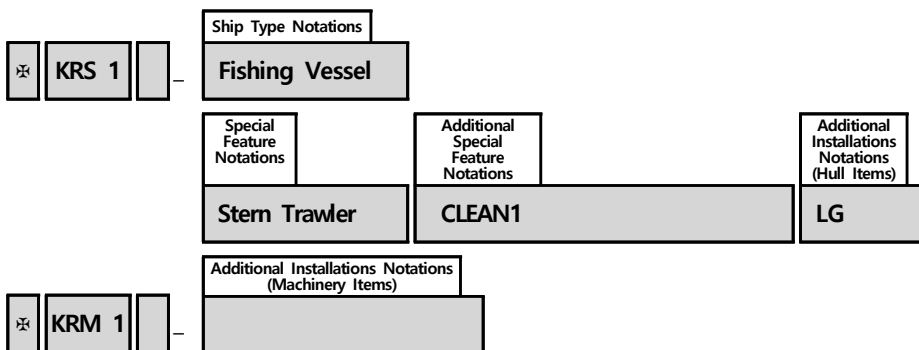 Ship Type Notations
✠ KRS 1 _ Fishing Vessel
Special
Feature
Notations
Additional
Special
Feature
Notations
Additional
Installations
Notations
(Hull Items)
Stern Trawler CLEAN1 LG
Additional Installations Notations
(Machinery Items)
✠ KRM 1 _